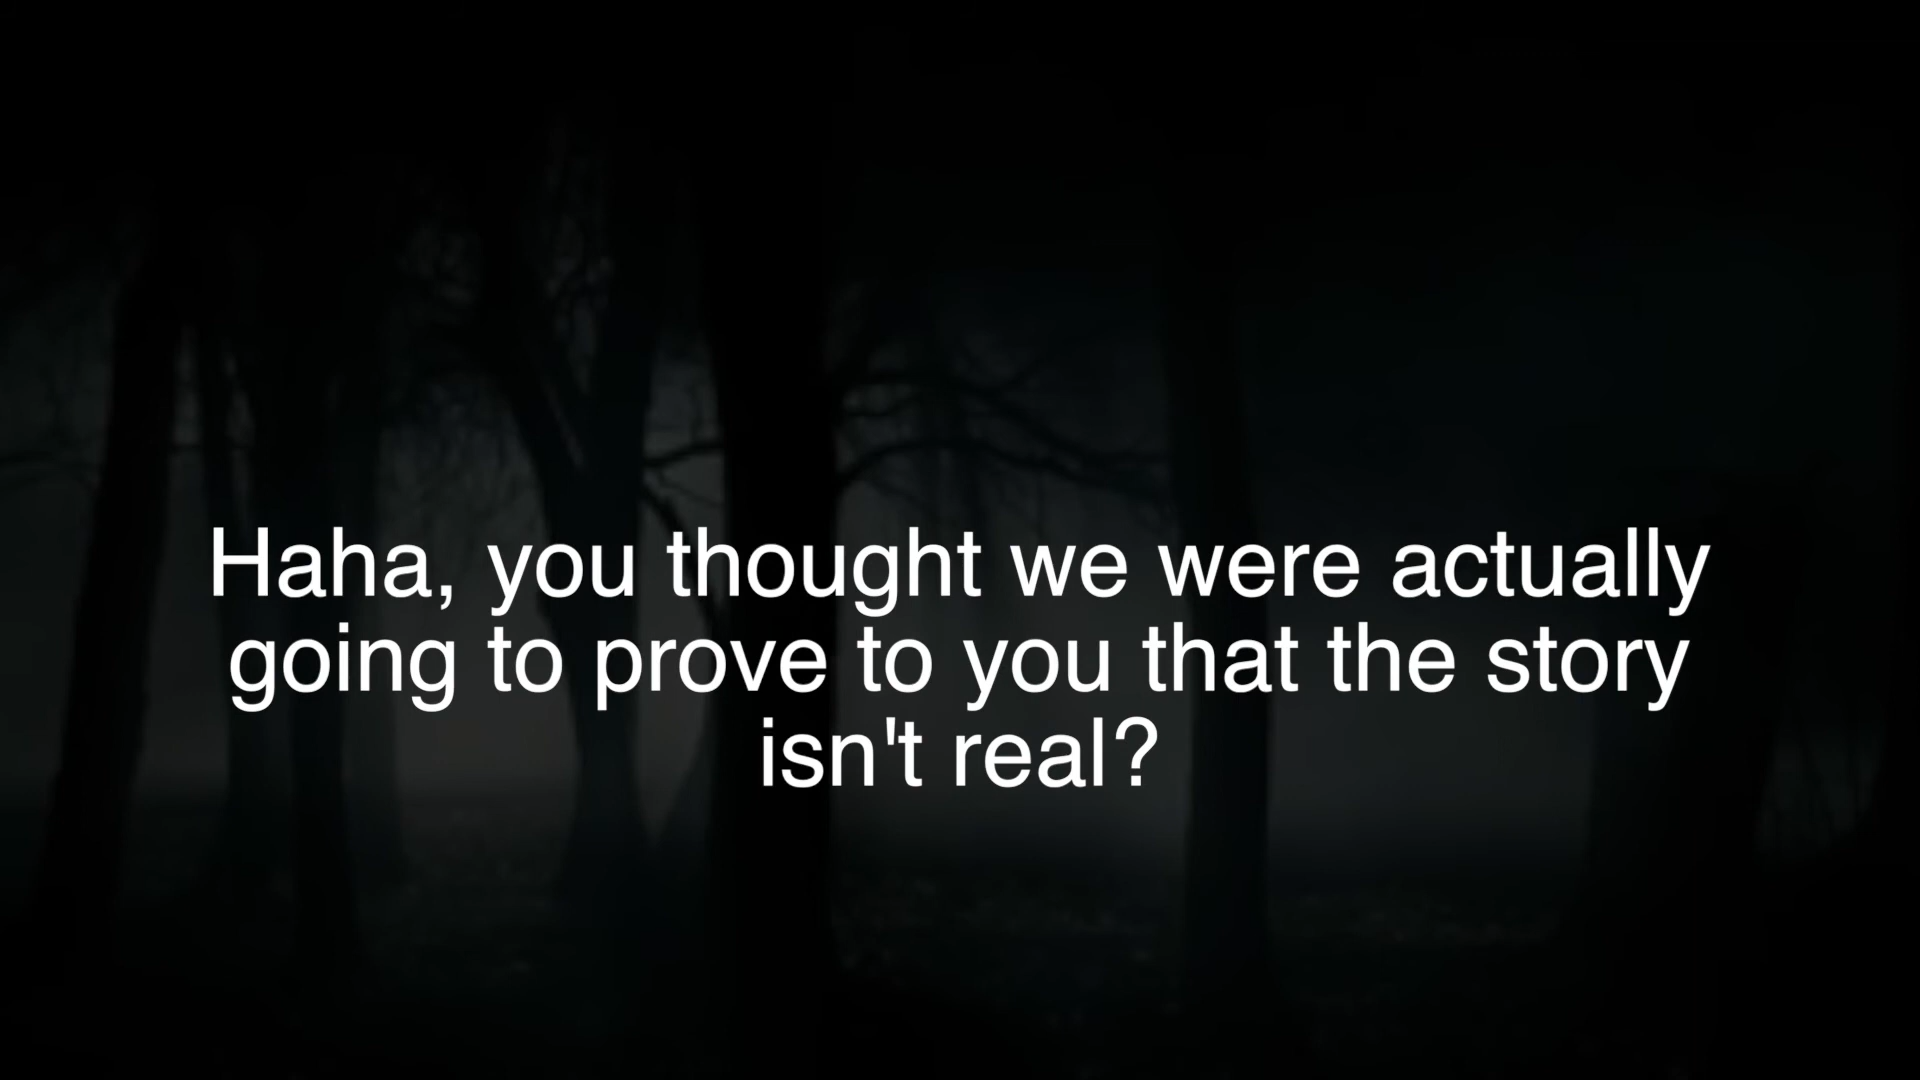 Haha, you thought we were actually
going to prove to you that the story
isn't real?